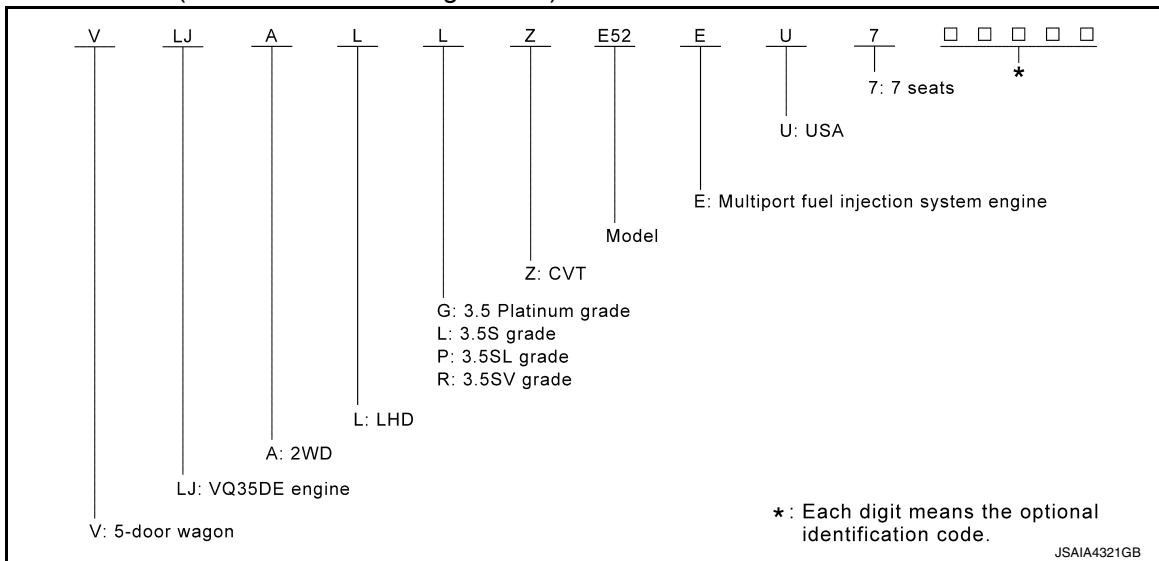 V LJ A L L Z E52 E U 7 □ □ □ □ □
*
7: 7 seats
U: USA
E: Multiport fuel injection system engine
Model
Z: CVT
G: 3.5 Platinum grade
L: 3.5S grade
P: 3.5SL grade
R: 3.5SV grade
L: LHD
A: 2WD
LJ: VQ35DE engine
V: 5-door wagon
*: Each digit means the optional
identification code.
JSAIA4321GB